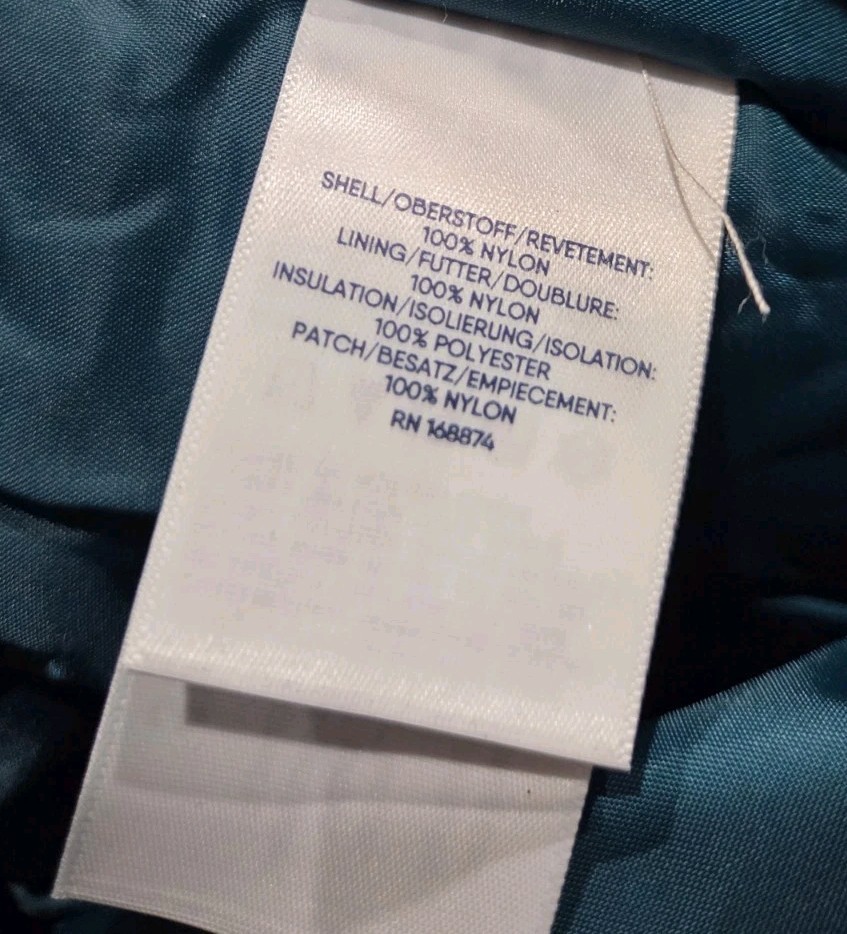 SHELL/OBERSTOFF/REVETEMENT:
100% NYLON
LINING/FUTTER/DOUBLURE:
100% NYLON
INSULATION/ISOLIERUNG/ISOLATION:
100% POLYESTER
PATCH/BESATZ/EMPIECEMENT:
100% NYLON
RN 168874